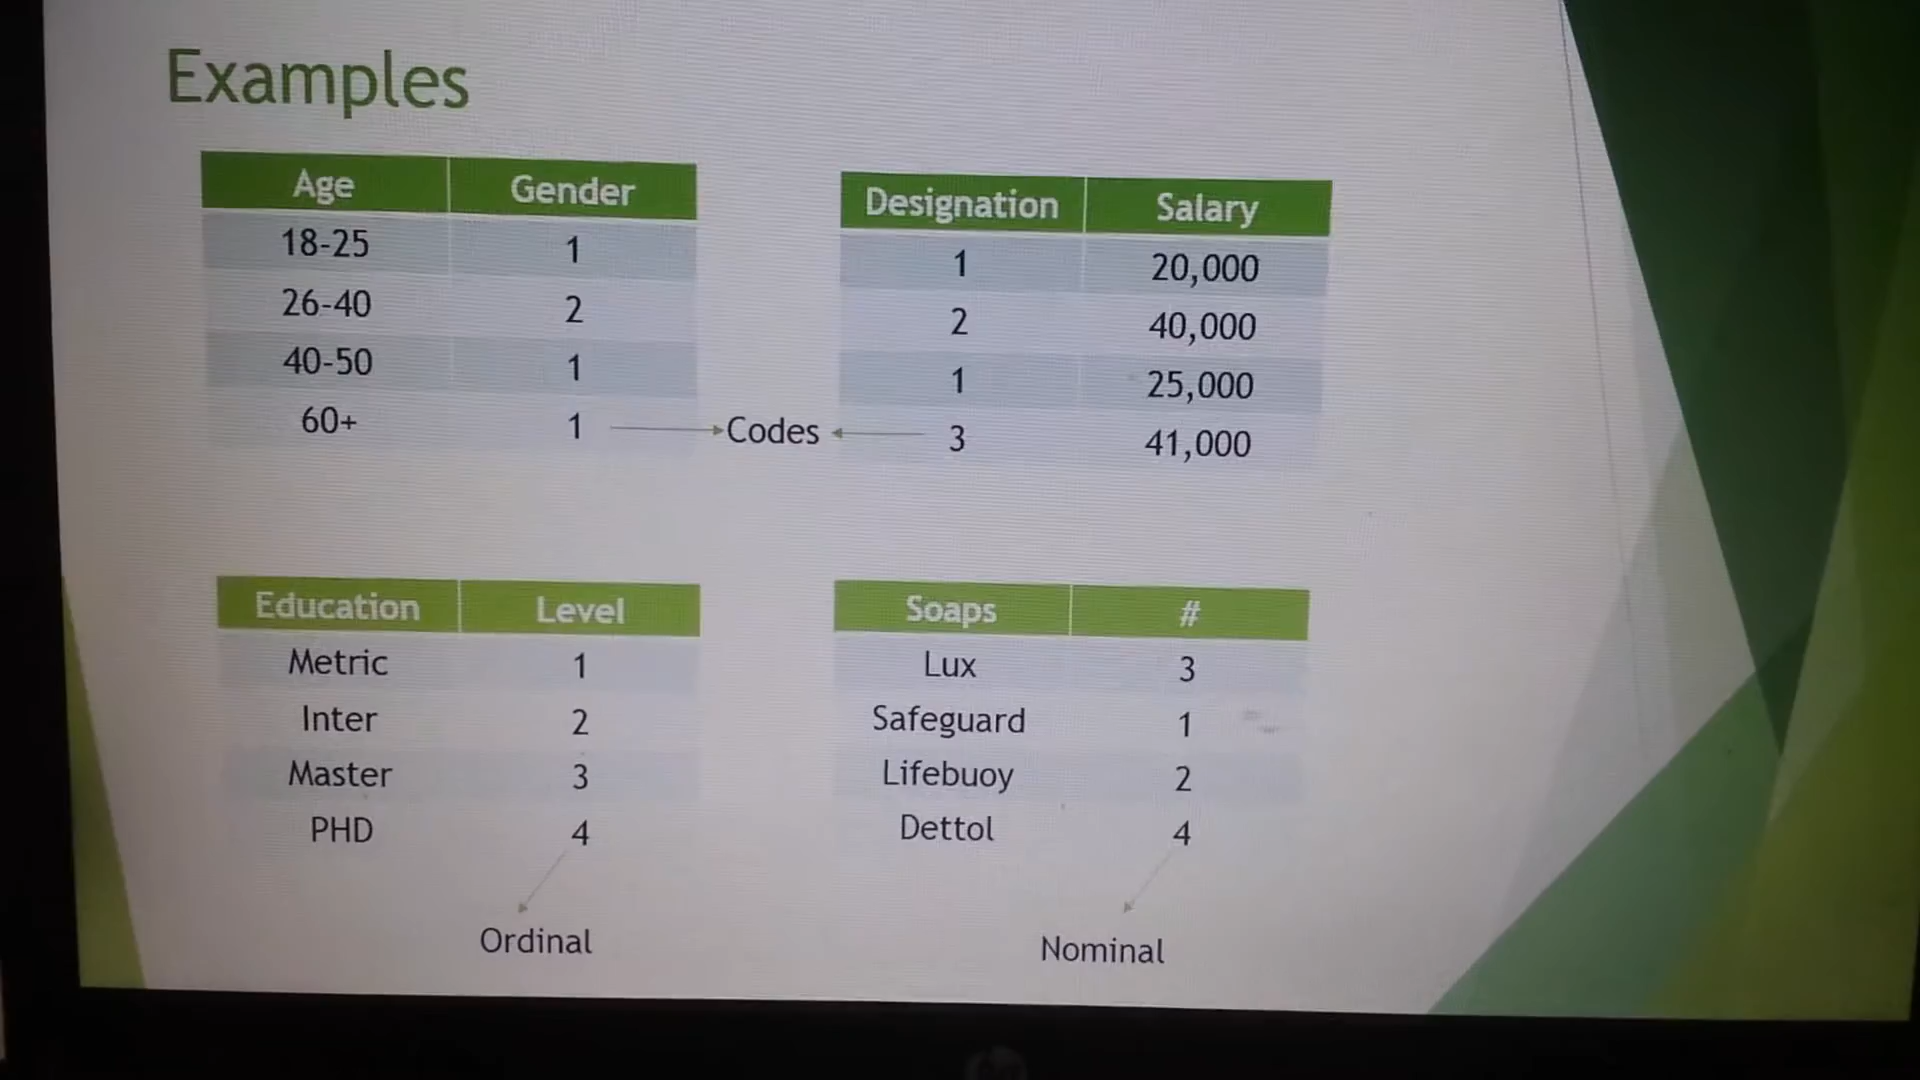 Examples
Age Gender
18-25 1
26-40 2
40-50 1
60+ 1
Codes
Designation Salary
1 20,000
2 40,000
1 25,000
3 41,000
Education Level
Metric 1
Inter 2
Master 3
PHD 4
Ordinal
Soaps #
Lux 3
Safeguard 1
Lifebuoy 2
Dettol 4
Nominal